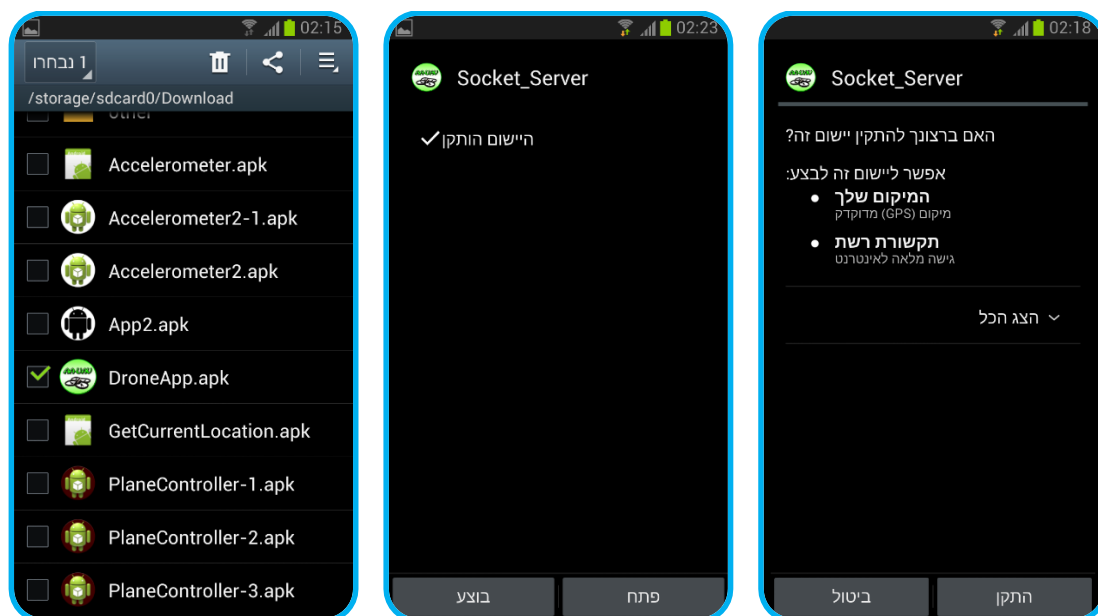 02:15
1 נבחרו
/storage/sdcard0/Download
other
Accelerometer.apk
Accelerometer2-1.apk
Accelerometer2.apk
App2.apk
DroneApp.apk
GetCurrentLocation.apk
PlaneController-1.apk
PlaneController-2.apk
PlaneController-3.apk
02:23
Socket_Server
היישום הותקן
בוצע
פתח
02:18
Socket_Server
האם ברצונך להתקין יישום זה?
אפשר ליישום זה לבצע:
המיקום שלך
מיקום (GPS) מדוקדק
תקשורת רשת
גישה מלאה לאינטרנט
הצג הכל
ביטול
התקן